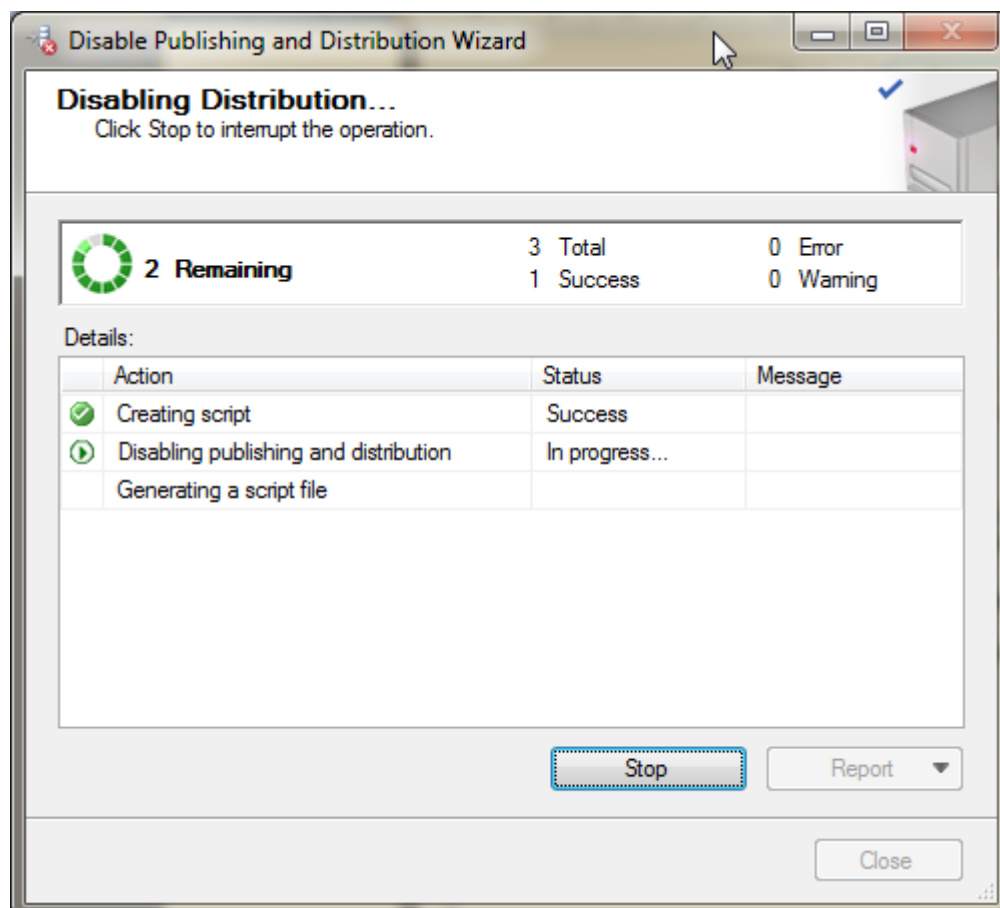 Disable Publishing and Distribution Wizard
Disabling Distribution...
Click Stop to interrupt the operation.
2 Remaining
3 Total
0 Error
1 Success
0 Warning
Details:
Action Status Message
Creating script Success
Disabling publishing and distribution In progress...
Generating a script file
Stop Report
Close